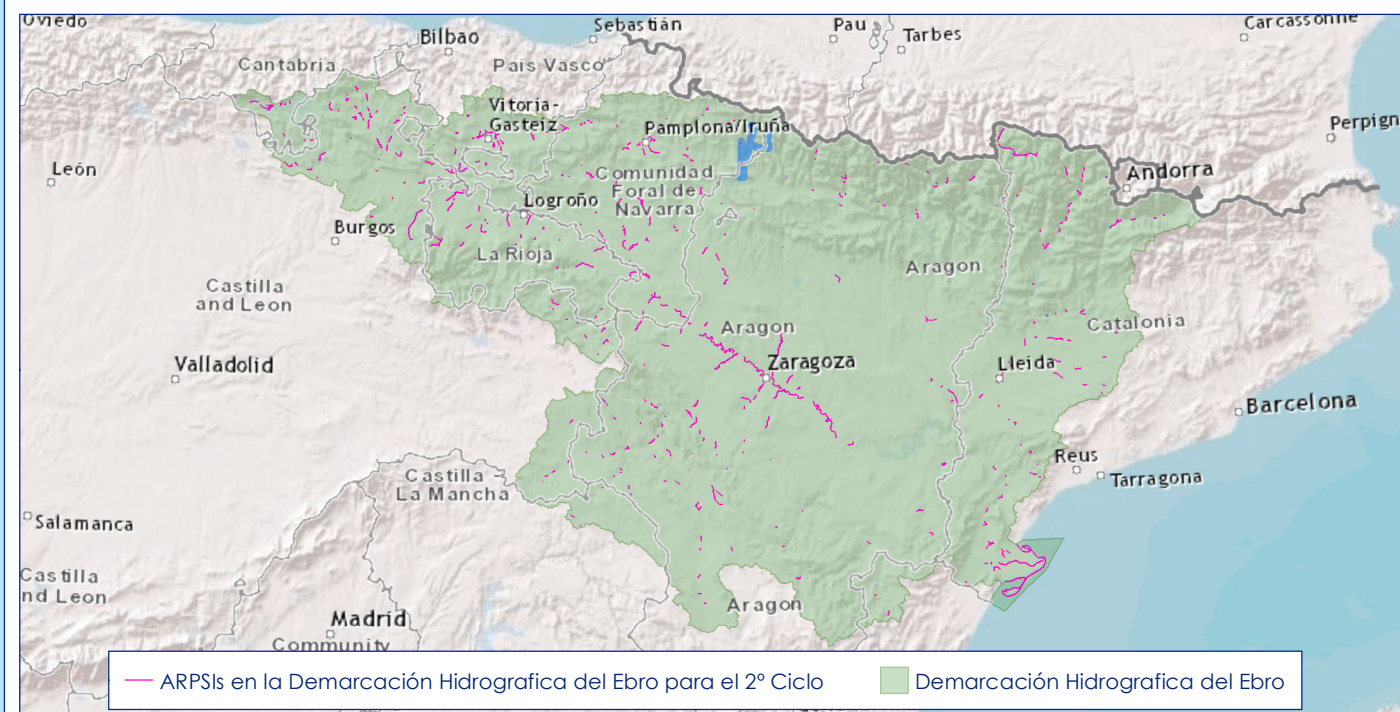 Oviedo
Sebastián
Pau
Carcassonne
Bilbao
Tarbes
Cantabria
País Vasco
Vitoria-
Gasteiz
Pamplona/Iruña
Perpign
León
Comunidad
Foral de
Navarra
Andorra
Logroño
Burgos
La Rioja
Aragon
Castilla
and Leon
Aragon
Catalonia
Valladolid
Zaragoza
Lleida
Barcelona
Reus
Castilla
La Mancha
Tarragona
Salamanca
Castilla
nd Leon
Aragon
Madrid
Community
ARPSIs en la Demarcación Hidrografica del Ebro para el 2º Ciclo
Demarcación Hidrografica del Ebro